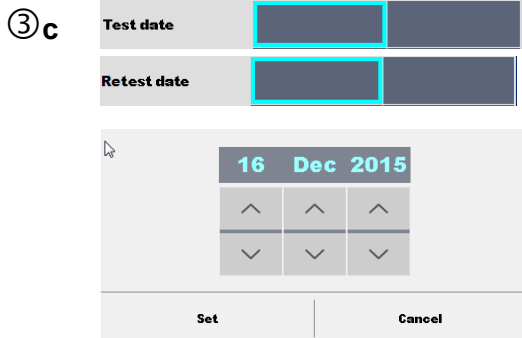 ③c
Test date
Retest date
16 Dec 2015
Set Cancel